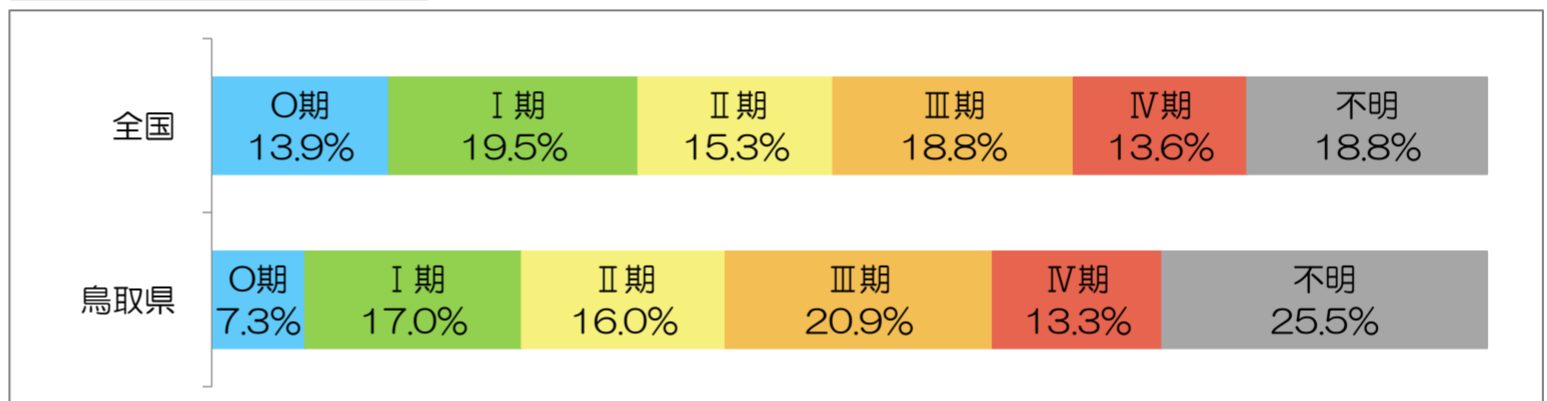 全国
O期
13.9%
Ⅰ期
19.5%
Ⅱ期
15.3%
Ⅲ期
18.8%
Ⅳ期
13.6%
不明
18.8%
鳥取県
O期
7.3%
Ⅰ期
17.0%
Ⅱ期
16.0%
Ⅲ期
20.9%
Ⅳ期
13.3%
不明
25.5%